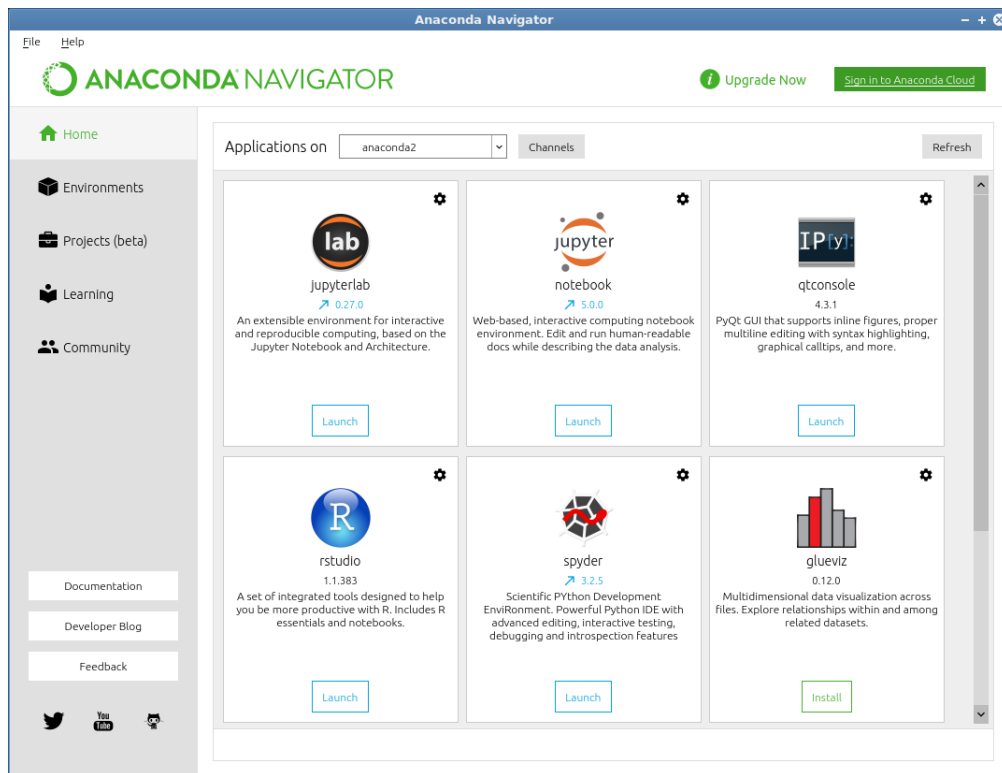 Anaconda Navigator
File Help
ANACONDA NAVIGATOR
i Upgrade Now
Sign in to Anaconda Cloud
Home
Environments
Projects (beta)
Learning
Community
Documentation
Developer Blog
Feedback
You
Tube
Applications on anaconda2 Channels Refresh
lab
jupyterlab
0.27.0
An extensible environment for interactive
and reproducible computing, based on the
Jupyter Notebook and Architecture.
Launch
jupyter
notebook
5.0.0
Web-based, interactive computing notebook
environment. Edit and run human-readable
docs while describing the data analysis.
Launch
IP[y]:
qtconsole
4.3.1
PyQt GUI that supports inline figures, proper
multiline editing with syntax highlighting,
graphical calltips, and more.
Launch
R
rstudio
1.1.383
A set of integrated tools designed to help
you be more productive with R. Includes R
essentials and notebooks.
Launch
spyder
3.2.5
Scientific PYthon Development
EnviRonment. Powerful Python IDE with
advanced editing, interactive testing,
debugging and introspection features
Launch
glueviz
0.12.0
Multidimensional data visualization across
files. Explore relationships within and among
related datasets.
Install